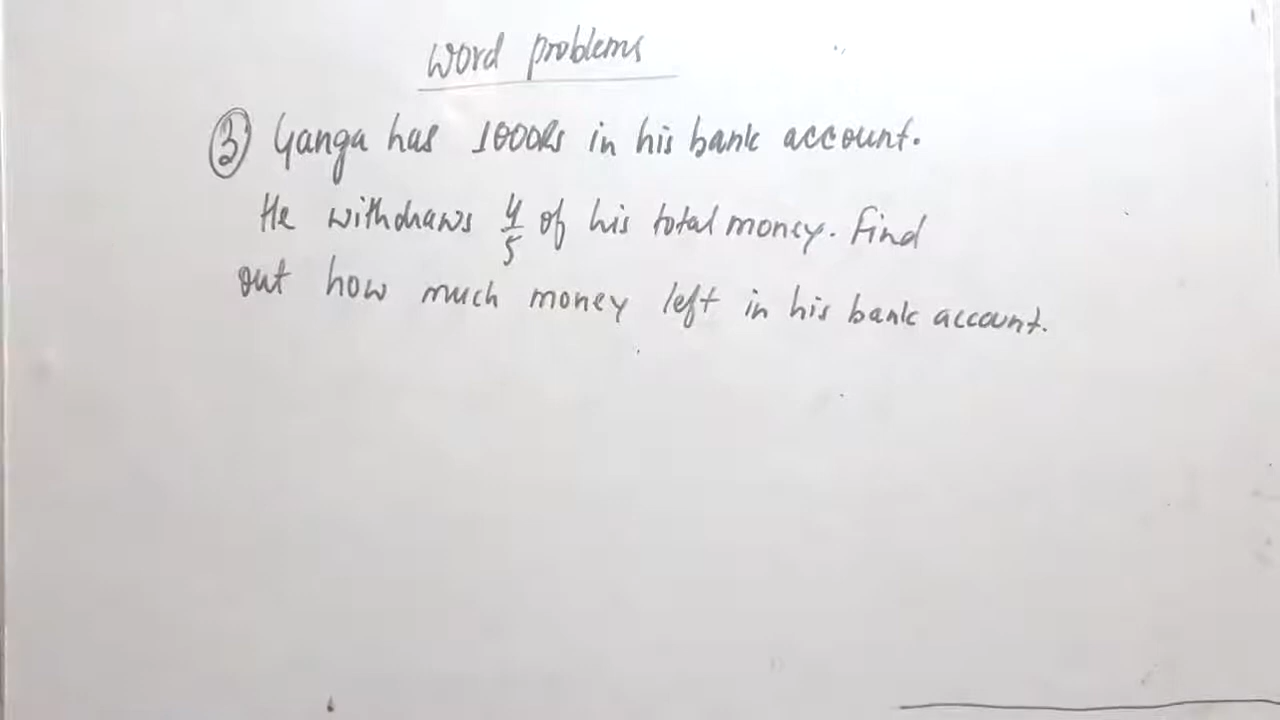 Word problems
③ Ganga has 1000Rs in his bank account.
He withdraws 4/5 of his total money. Find
out how much money left in his bank account.